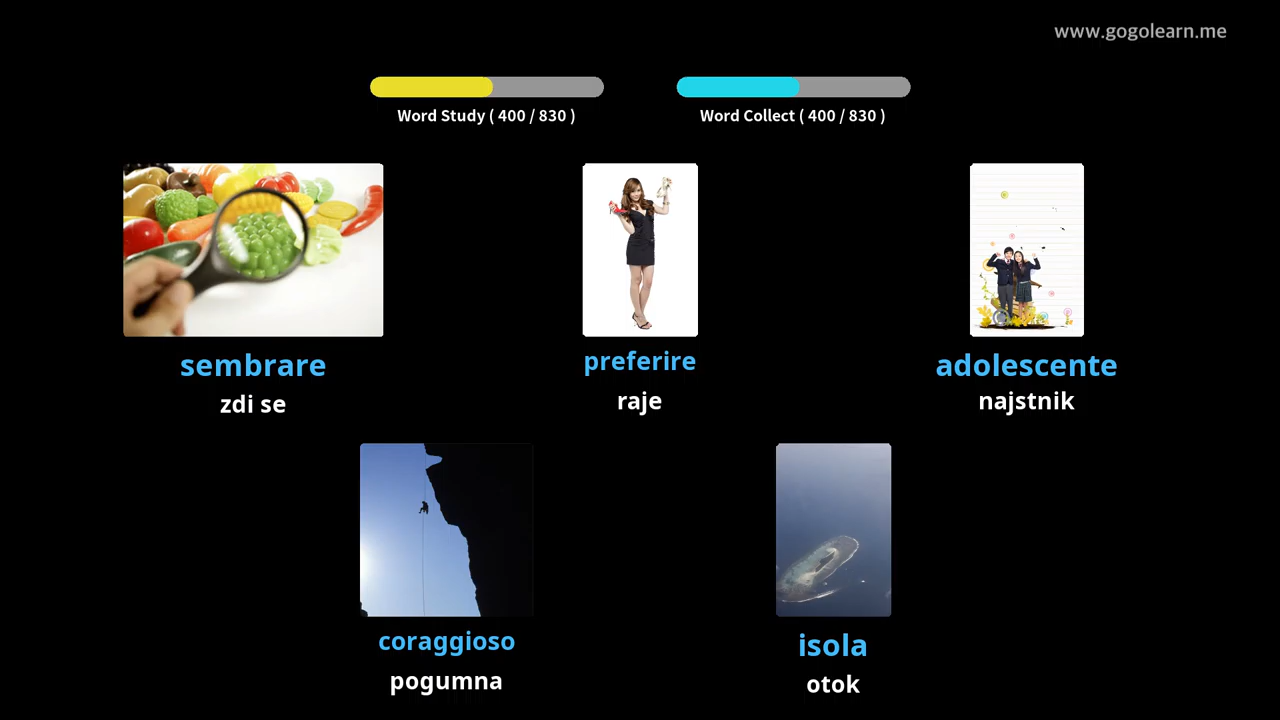 www.gogolearn.me
Word Study ( 400 / 830 )
Word Collect ( 400 / 830 )
sembrare
zdi se
preferire
raje
adolescente
najstnik
coraggioso
pogumna
isola
otok